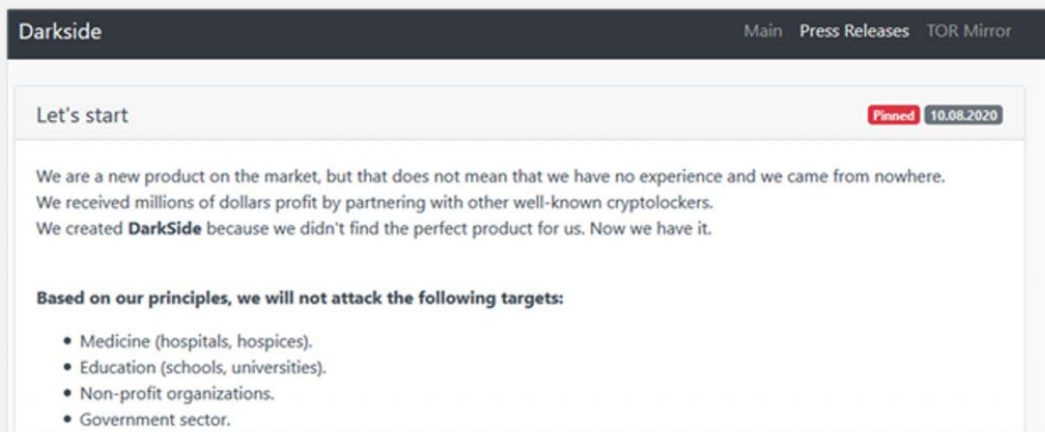 Darkside
Main Press Releases TOR Mirror
Let's start
Pinned 10.08.2020
We are a new product on the market, but that does not mean that we have no experience and we came from nowhere.
We received millions of dollars profit by partnering with other well-known cryptolockers.
We created DarkSide because we didn't find the perfect product for us. Now we have it.
Based on our principles, we will not attack the following targets:
• Medicine (hospitals, hospices).
• Education (schools, universities).
• Non-profit organizations.
• Government sector.